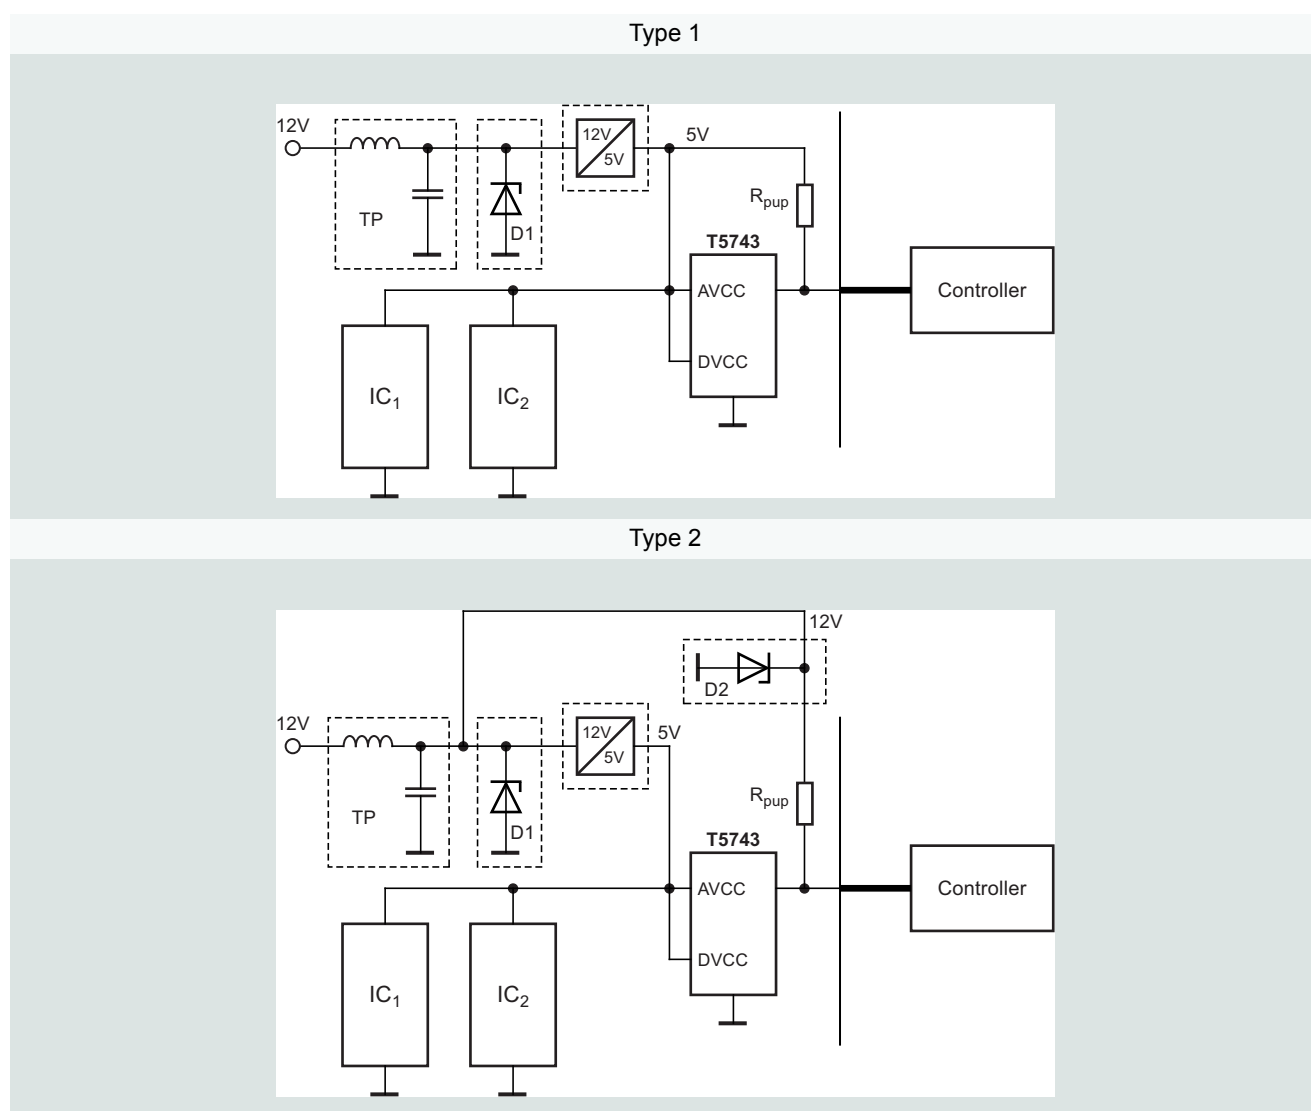 Type 1
12V
12V
5V
5V
Rpup
TP
D1
T5743
AVCC
Controller
DVCC
IC1
IC2
Type 2
12V
D2
12V
12V
5V
5V
Rpup
TP
D1
T5743
AVCC
Controller
DVCC
IC1
IC2